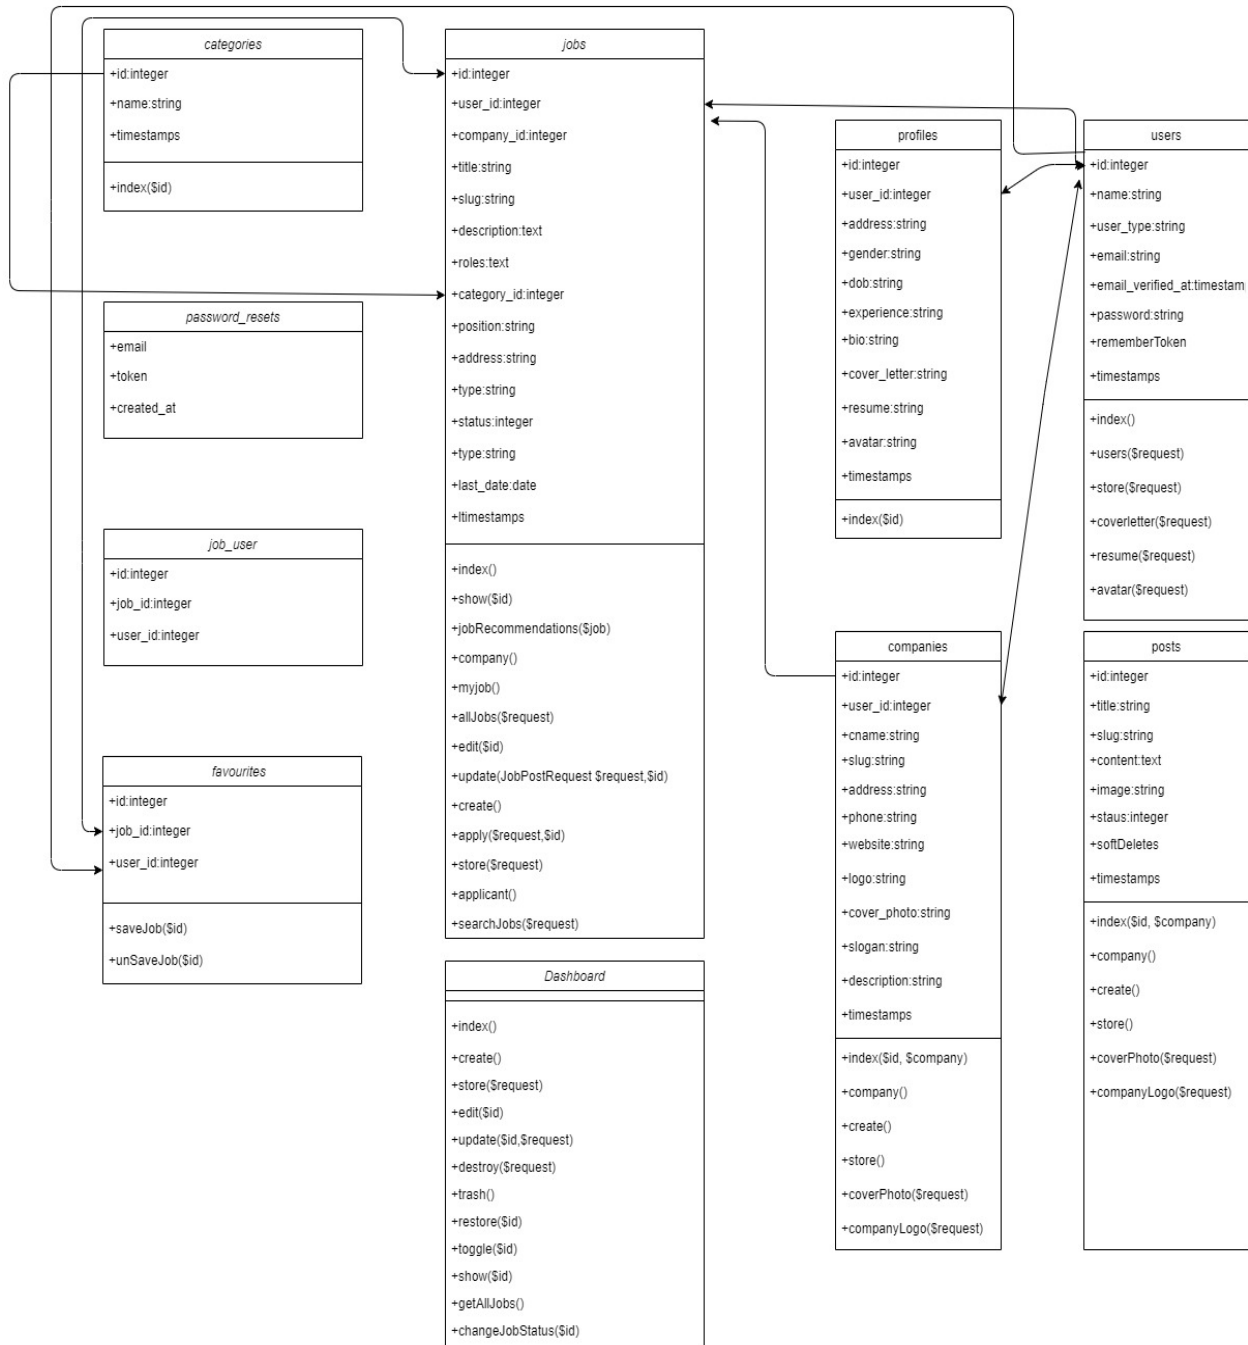 categories
+id:integer
+name:string
+timestamps
+index($id)
password_resets
+email
+token
+created_at
job_user
+id:integer
+job_id:integer
+user_id:integer
favourites
+id:integer
+job_id:integer
+user_id:integer
+saveJob($id)
+unSaveJob($id)
jobs
+id:integer
+user_id:integer
+company_id:integer
+title:string
+slug:string
+description:text
+roles:text
+category_id:integer
+position:string
+address:string
+type:string
+status:integer
+type:string
+last_date:date
+ltimestamps
+index()
+show($id)
+jobRecommendations($job)
+company()
+myjob()
+allJobs($request)
+edit($id)
+update(JobPostRequest $request,$id)
+create()
+apply($request,$id)
+store($request)
+applicant()
+searchJobs($request)
Dashboard
+index()
+create()
+store($request)
+edit($id)
+update($id,$request)
+destroy($request)
+trash()
+restore($id)
+toggle($id)
+show($id)
+getAllJobs()
+changeJobStatus($id)
profiles
+id:integer
+user_id:integer
+address:string
+gender:string
+dob:string
+experience:string
+bio:string
+cover_letter:string
+resume:string
+avatar:string
+timestamps
+index($id)
companies
+id:integer
+user_id:integer
+cname:string
+slug:string
+address:string
+phone:string
+website:string
+logo:string
+cover_photo:string
+slogan:string
+description:string
+timestamps
+index($id, $company)
+company()
+create()
+store()
+coverPhoto($request)
+companyLogo($request)
users
+id:integer
+name:string
+user_type:string
+email:string
+email_verified_at:timestam
+password:string
+rememberToken
+timestamps
+index()
+users($request)
+store($request)
+coverletter($request)
+resume($request)
+avatar($request)
posts
+id:integer
+title:string
+slug:string
+content:text
+image:string
+staus:integer
+softDeletes
+timestamps
+index($id, $company)
+company()
+create()
+store()
+coverPhoto($request)
+companyLogo($request)